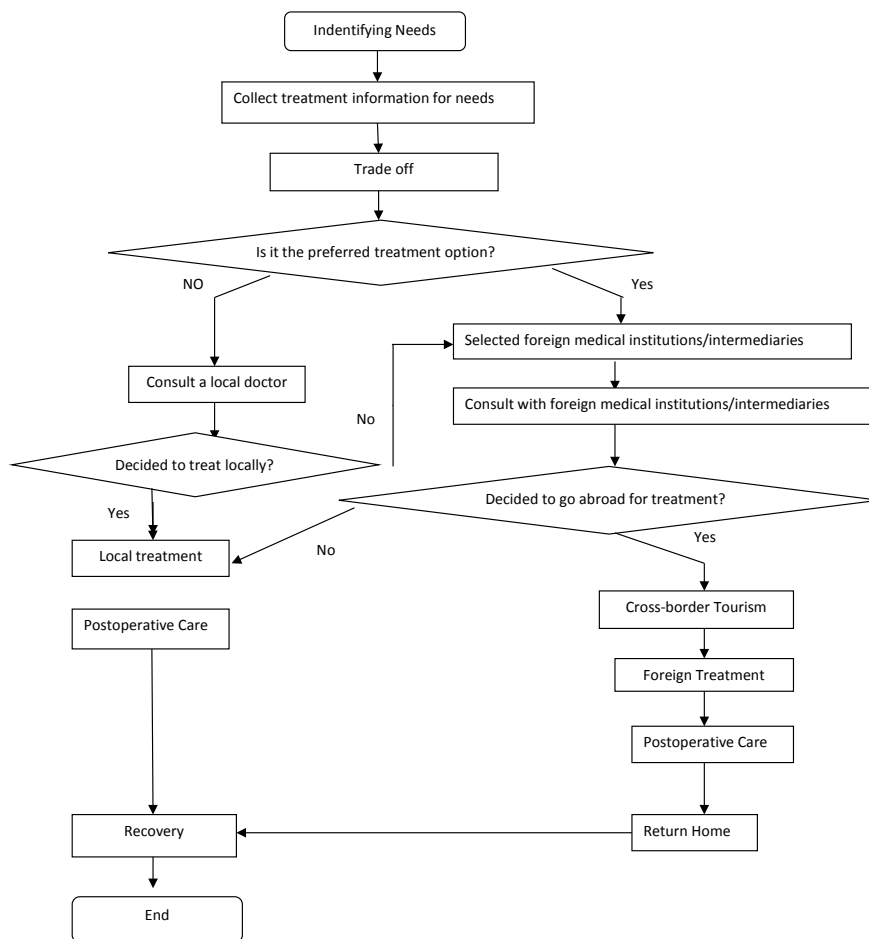 Indentifying Needs
Collect treatment information for needs
Trade off
Is it the preferred treatment option?
NO
Yes
Selected foreign medical institutions/intermediaries
Consult a local doctor
Consult with foreign medical institutions/intermediaries
No
Decided to treat locally?
Decided to go abroad for treatment?
Yes
No
Yes
Local treatment
Cross-border Tourism
Postoperative Care
Foreign Treatment
Postoperative Care
Recovery
Return Home
End